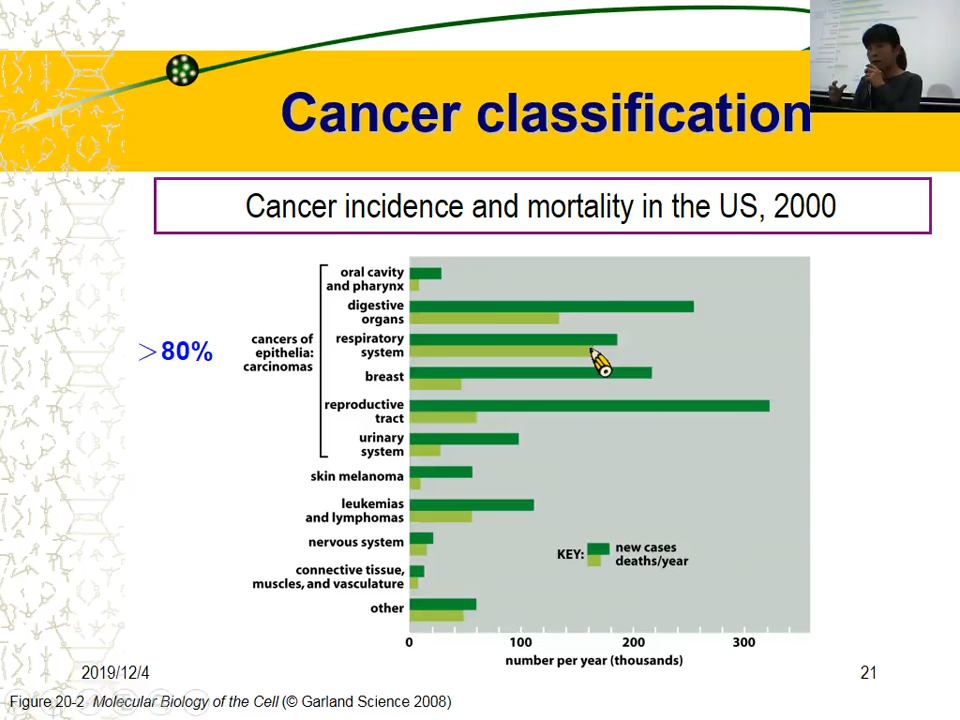 Cancer classification
Cancer incidence and mortality in the US, 2000
>80%
cancers of
epithelia:
carcinomas
oral cavity
and pharynx
digestive
organs
respiratory
system
breast
reproductive
tract
urinary
system
skin melanoma
leukemias
and lymphomas
nervous system
connective tissue,
muscles, and vasculature
other
KEY:
new cases
deaths/year
0 100 200 300
number per year (thousands)
2019/12/4
21
Figure 20-2 Molecular Biology of the Cell (© Garland Science 2008)